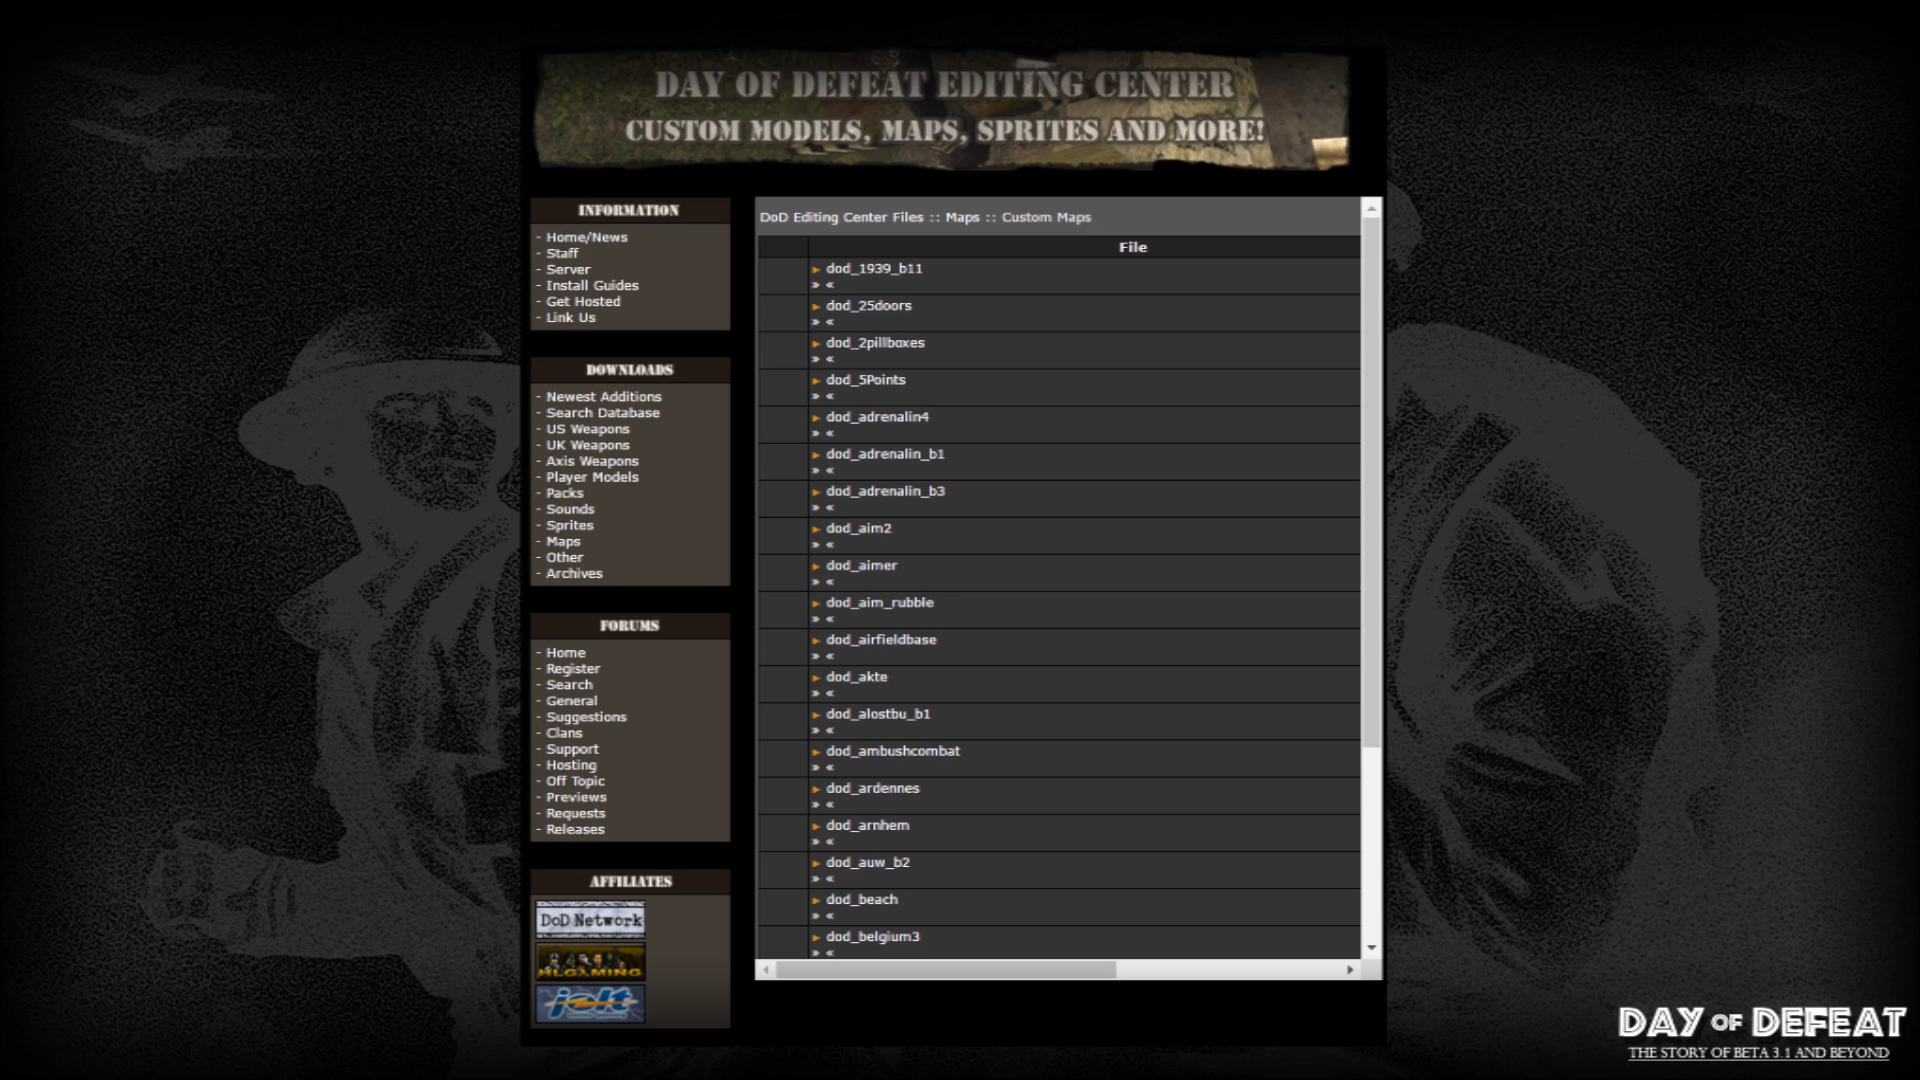 DAY OF DEFEAT EDITING CENTER
CUSTOM MODELS, MAPS, SPRITES AND MORE!
INFORMATION
- Home/News
- Staff
- Server
- Install Guides
- Get Hosted
- Link Us
DOWNLOADS
- Newest Additions
- Search Database
- US Weapons
- UK Weapons
- Axis Weapons
- Player Models
- Packs
- Sounds
- Sprites
- Maps
- Other
- Archives
FORUMS
- Home
- Register
- Search
- General
- Suggestions
- Clans
- Support
- Hosting
- Off Topic
- Previews
- Requests
- Releases
AFFILIATES
DoD Network
HLGAMING
jolt
DoD Editing Center Files :: Maps :: Custom Maps
File
dod_1939_b11
» «
dod_25doors
» «
dod_2pillboxes
» «
dod_5Points
» «
dod_adrenalin4
» «
dod_adrenalin_b1
» «
dod_adrenalin_b3
» «
dod_aim2
» «
dod_aimer
» «
dod_aim_rubble
» «
dod_airfieldbase
» «
dod_akte
» «
dod_alostbu_b1
» «
dod_ambushcombat
» «
dod_ardennes
» «
dod_arnhem
» «
dod_auw_b2
» «
dod_beach
» «
dod_belgium3
» «
DAY OF DEFEAT
THE STORY OF BETA 3.1 AND BEYOND